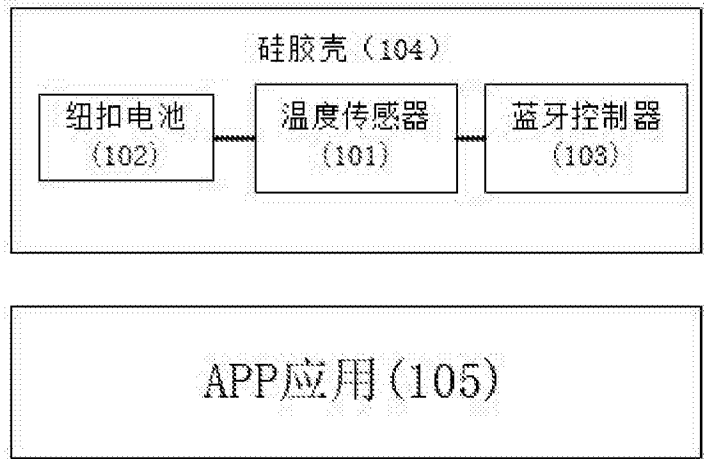 硅胶壳（104）
纽扣电池
(102)
温度传感器
(101)
蓝牙控制器
(103)
APP应用(105)